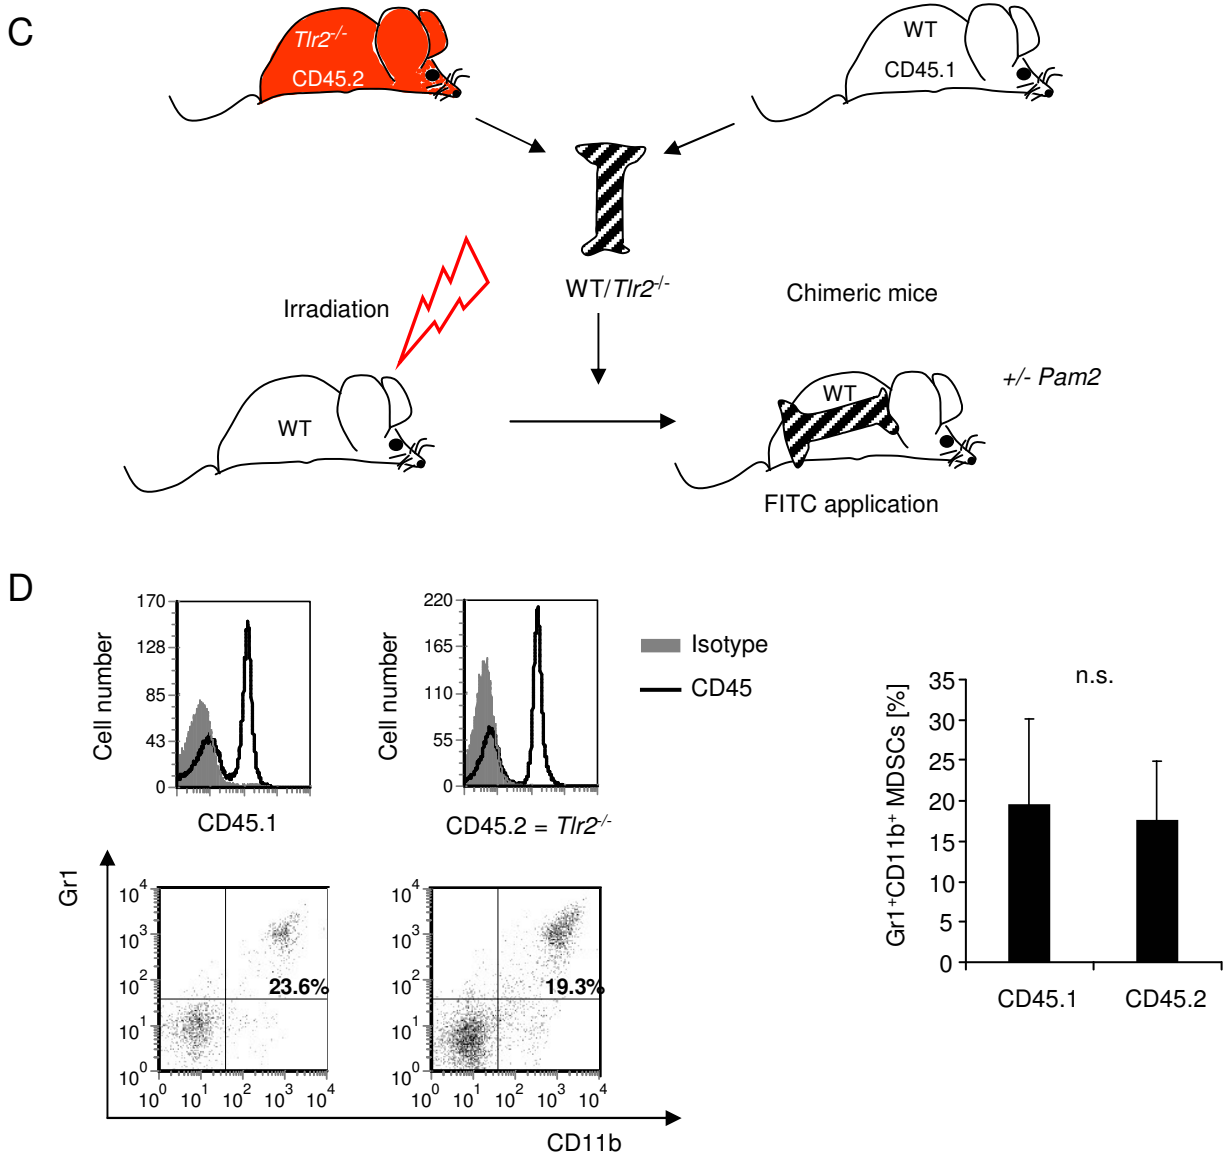 C
Tlr2-/-
CD45.2
WT
CD45.1
WT/Tlr2-/-
Irradiation
Chimeric mice
WT
WT
+/- Pam2
FITC application
D
170
128
85
43
0
Cell number
CD45.1
220
165
110
55
0
Cell number
CD45.2 = Tlr2-/-
Isotype
CD45
Gr1
10^4
10^3
10^2
10^1
10^0
23.6%
10^0 10^1 10^2 10^3 10^4
10^4
10^3
10^2
10^1
10^0
19.3%
10^0 10^1 10^2 10^3 10^4
CD11b
Gr1+CD11b+ MDSCs [%]
35
30
25
20
15
10
5
0
n.s.
CD45.1 CD45.2